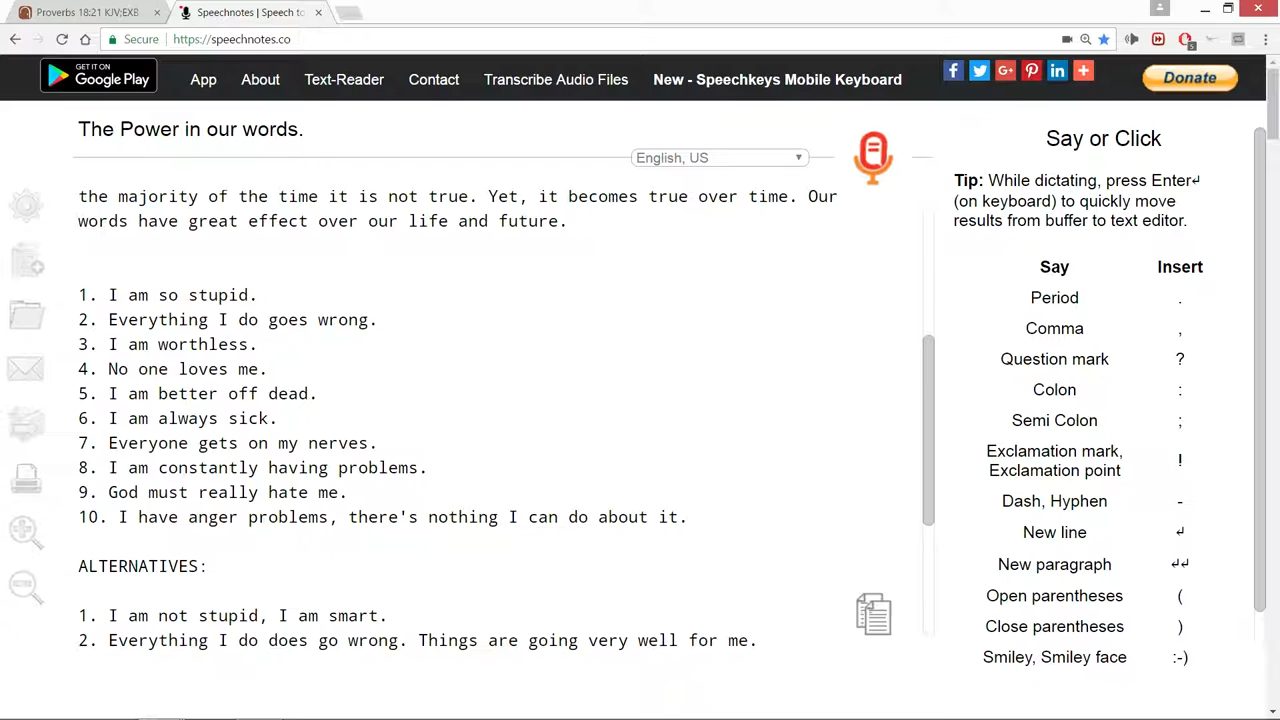 Proverbs 18:21 KJV;EXB
Speechnotes | Speech to
Secure
https://speechnotes.co
5
GET IT ON
Google Play
App
About
Text-Reader
Contact
Transcribe Audio Files
New - Speechkeys Mobile Keyboard
Donate
The Power in our words.
English, US
the majority of the time it is not true. Yet, it becomes true over time. Our
words have great effect over our life and future.
1. I am so stupid.
2. Everything I do goes wrong.
3. I am worthless.
4. No one loves me.
5. I am better off dead.
6. I am always sick.
7. Everyone gets on my nerves.
8. I am constantly having problems.
9. God must really hate me.
10. I have anger problems, there's nothing I can do about it.
ALTERNATIVES:
1. I am not stupid, I am smart.
2. Everything I do does go wrong. Things are going very well for me.
Say or Click
Tip: While dictating, press Enter↵
(on keyboard) to quickly move
results from buffer to text editor.
Say Insert
Period .
Comma ,
Question mark ?
Colon :
Semi Colon ;
Exclamation mark,
Exclamation point !
Dash, Hyphen -
New line ↵
New paragraph ↵↵
Open parentheses (
Close parentheses )
Smiley, Smiley face :-)